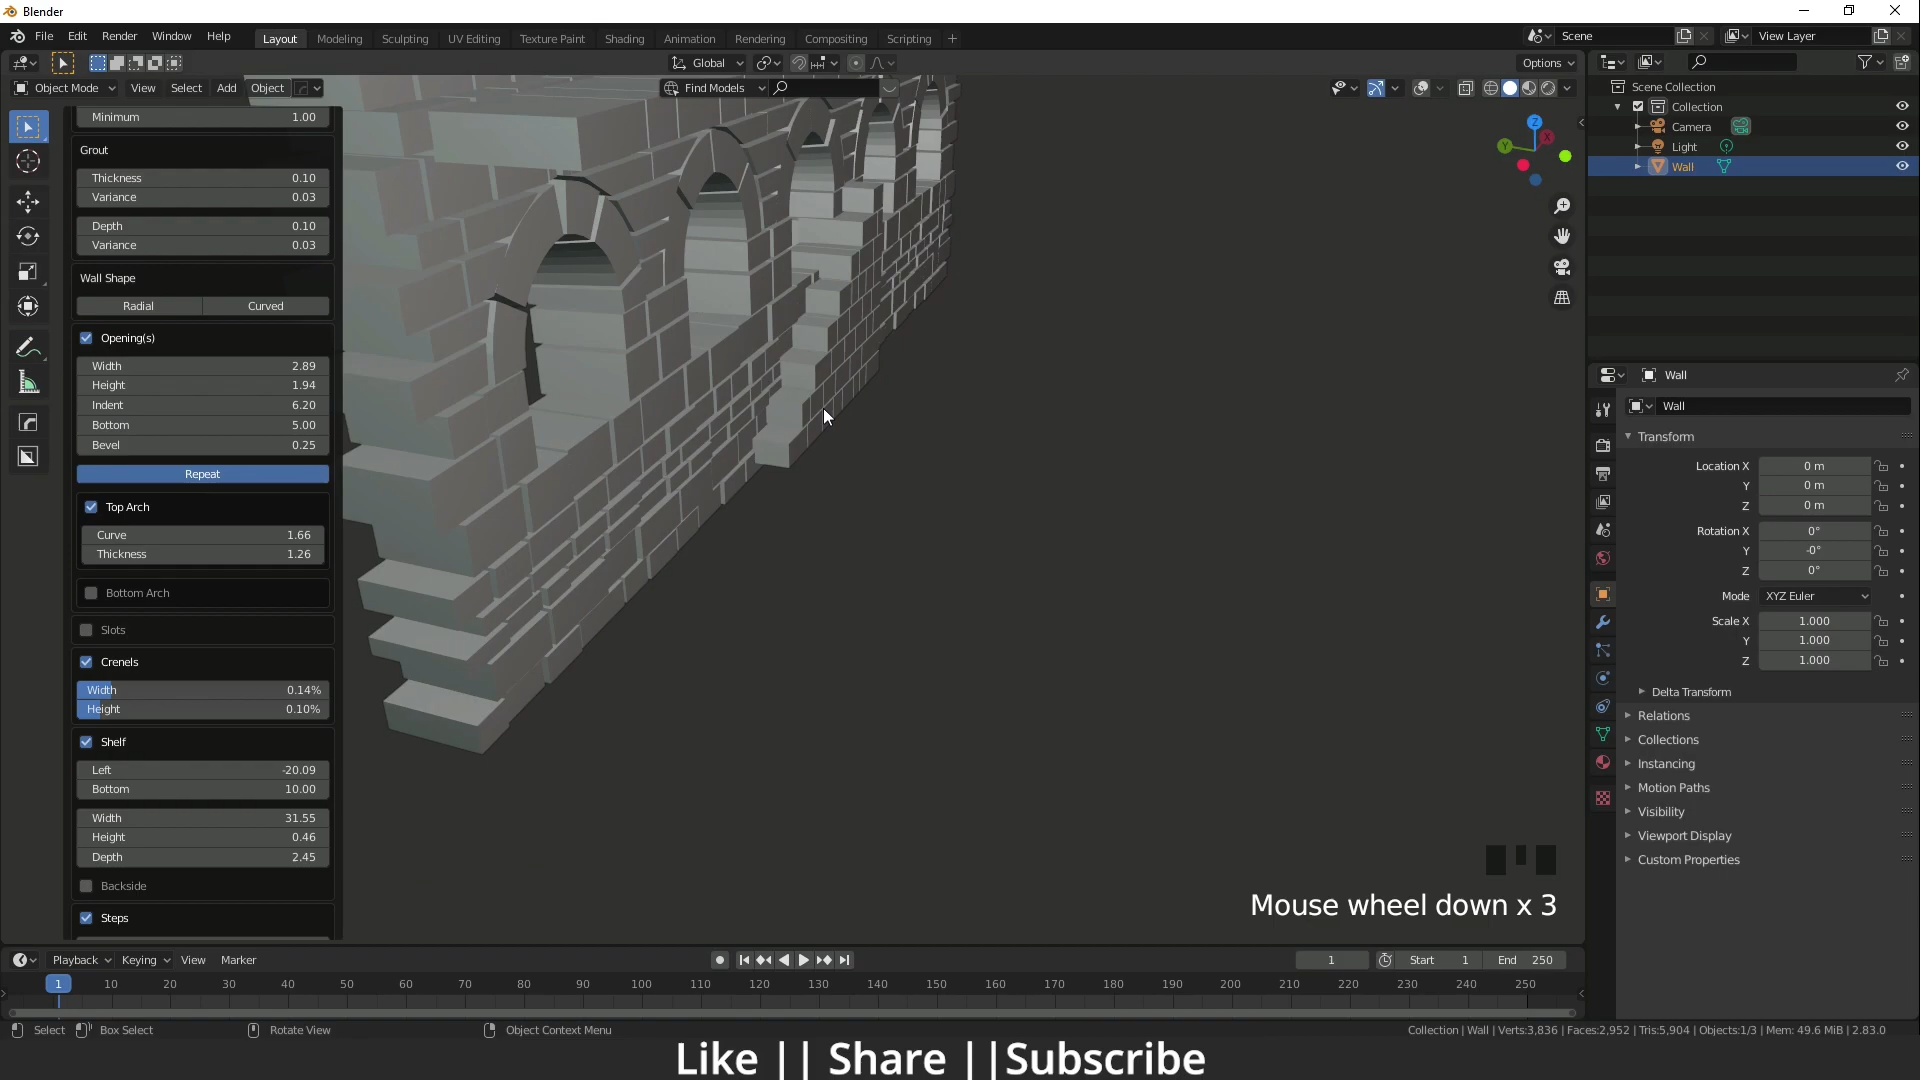 Blender
File Edit Render Window Help Layout Modeling Sculpting UV Editing Texture Paint Shading Animation Rendering Compositing Scripting + Scene View Layer
Global Options
Object Mode View Select Add Object Find Models
Minimum 1.00
Grout
Thickness 0.10
Variance 0.03
Depth 0.10
Variance 0.03
Wall Shape
Radial Curved
Opening(s)
Width 2.89
Height 1.94
Indent 6.20
Bottom 5.00
Bevel 0.25
Repeat
Top Arch
Curve 1.66
Thickness 1.26
Bottom Arch
Slots
Crenels
Width 0.14%
Height 0.10%
Shelf
Left -20.09
Bottom 10.00
Width 31.55
Height 0.46
Depth 2.45
Backside
Steps
Z
X
Y
Mouse wheel down x 3
Scene Collection
Collection
Camera
Light
Wall
Wall
Wall
Transform
Location X 0 m
Y 0 m
Z 0 m
Rotation X 0°
Y -0°
Z 0°
Mode XYZ Euler
Scale X 1.000
Y 1.000
Z 1.000
Delta Transform
Relations
Collections
Instancing
Motion Paths
Visibility
Viewport Display
Custom Properties
Playback Keying View Marker 1 Start 1 End 250
1 10 20 30 40 50 60 70 80 90 100 110 120 130 140 150 160 170 180 190 200 210 220 230 240 250
Select Box Select Rotate View Object Context Menu Collection | Wall | Verts:3,836 | Faces:2,952 | Tris:5,904 | Objects:1/3 | Mem: 49.6 MiB | 2.83.0
Like || Share ||Subscribe